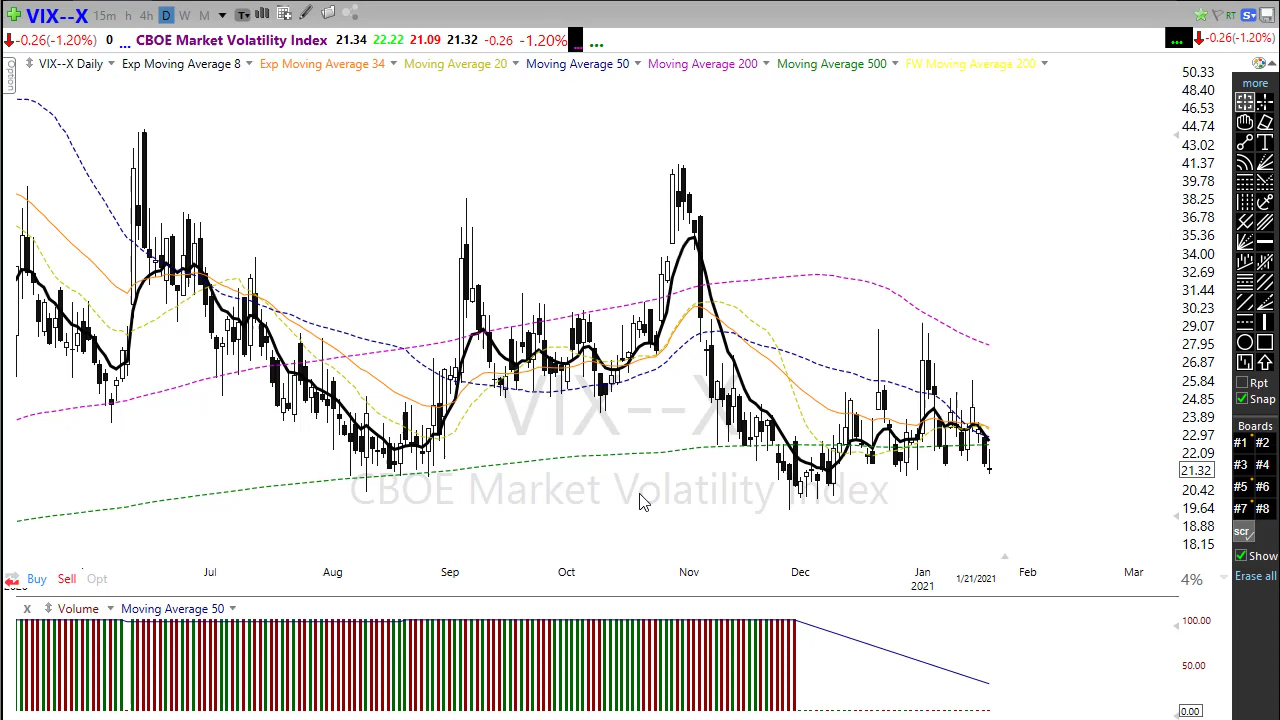 VIX--X 15m h 4h D W M T RT S
-0.26(-1.20%) 0 ... CBOE Market Volatility Index 21.34 22.22 21.09 21.32 -0.26 -1.20% ... ... -0.26(-1.20%)
Option
VIX--X Daily Exp Moving Average 8 Exp Moving Average 34 Moving Average 20 Moving Average 50 Moving Average 200 Moving Average 500 FW Moving Average 200
50.33
48.40
46.53
44.74
43.02
41.37
39.78
38.25
36.78
35.36
34.00
32.69
31.44
30.23
29.07
27.95
26.87
25.84
24.85
23.89
22.97
22.09
21.32
20.42
19.64
18.88
18.15
more
T
Rpt
Snap
Boards
#1 #2
#3 #4
#5 #6
#7 #8
scr
Show
Erase all
VIX--X
CBOE Market Volatility Index
Jul Aug Sep Oct Nov Dec Jan 1/21/2021 Feb Mar
2021
Buy Sell Opt
4%
x Volume Moving Average 50
100.00
50.00
0.00